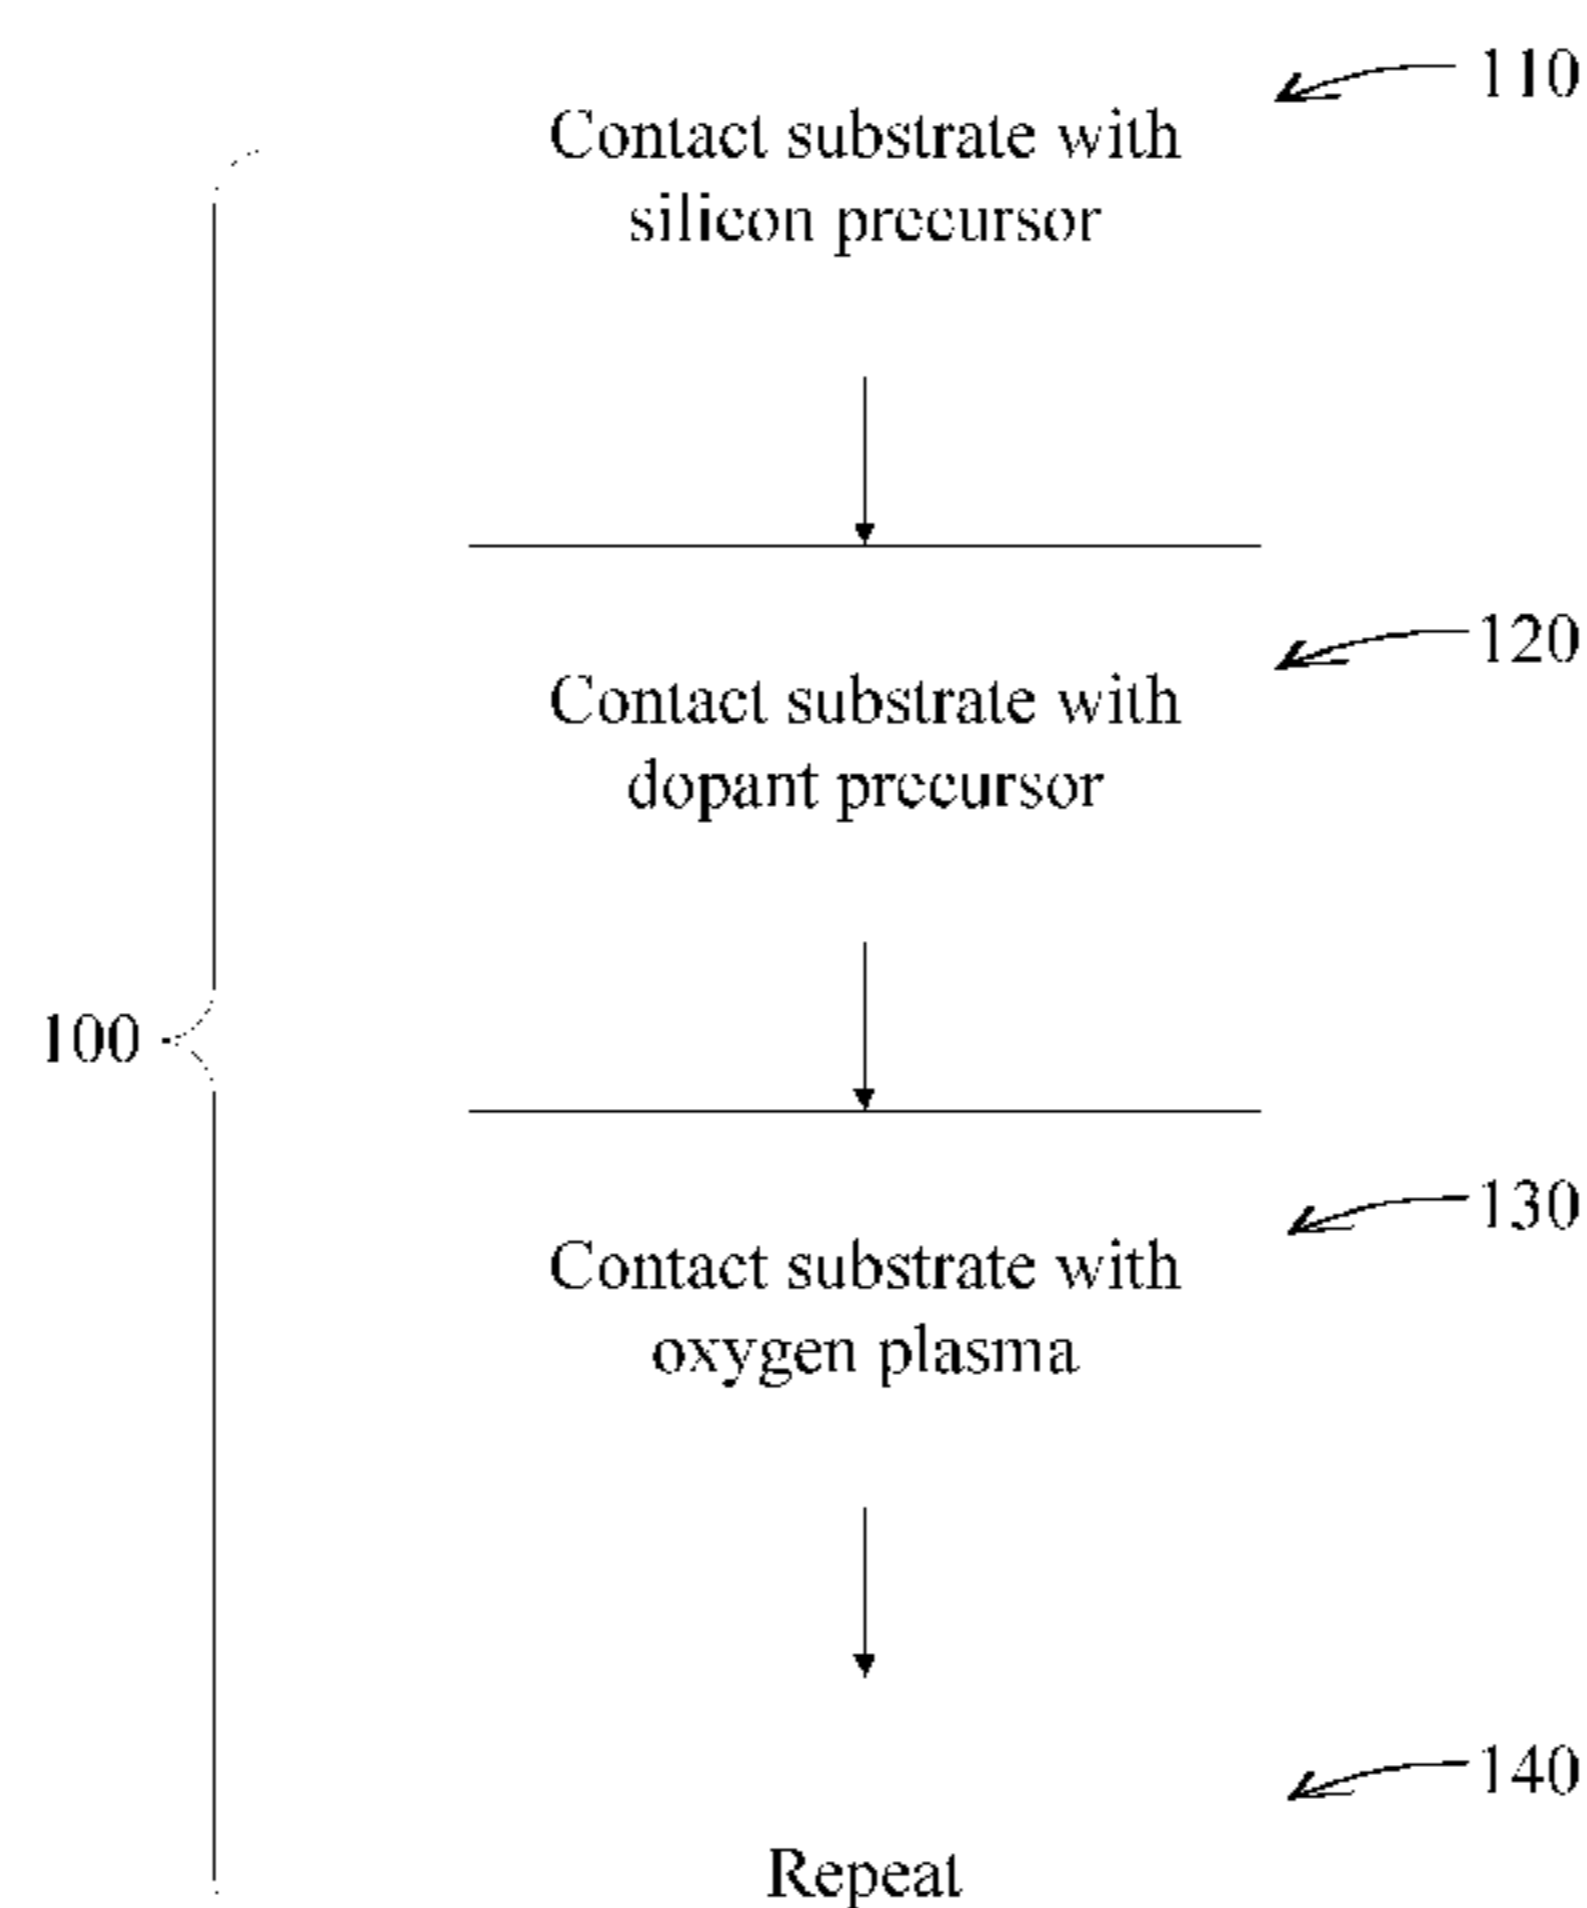 110
Contact substrate with
silicon precursor
120
Contact substrate with
dopant precursor
100
130
Contact substrate with
oxygen plasma
140
Repeat